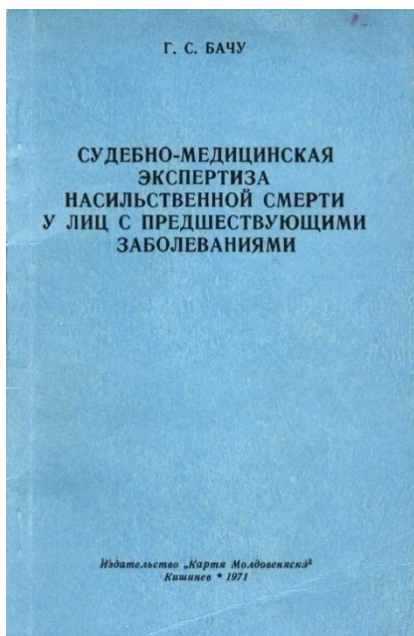 Г. С. БАЧУ
СУДЕБНО-МЕДИЦИНСКАЯ
ЭКСПЕРТИЗА
НАСИЛЬСТВЕННОЙ СМЕРТИ
У ЛИЦ С ПРЕДШЕСТВУЮЩИМИ
ЗАБОЛЕВАНИЯМИ
Издательство „Картя Молдовеняскэ“
Кишинев * 1971